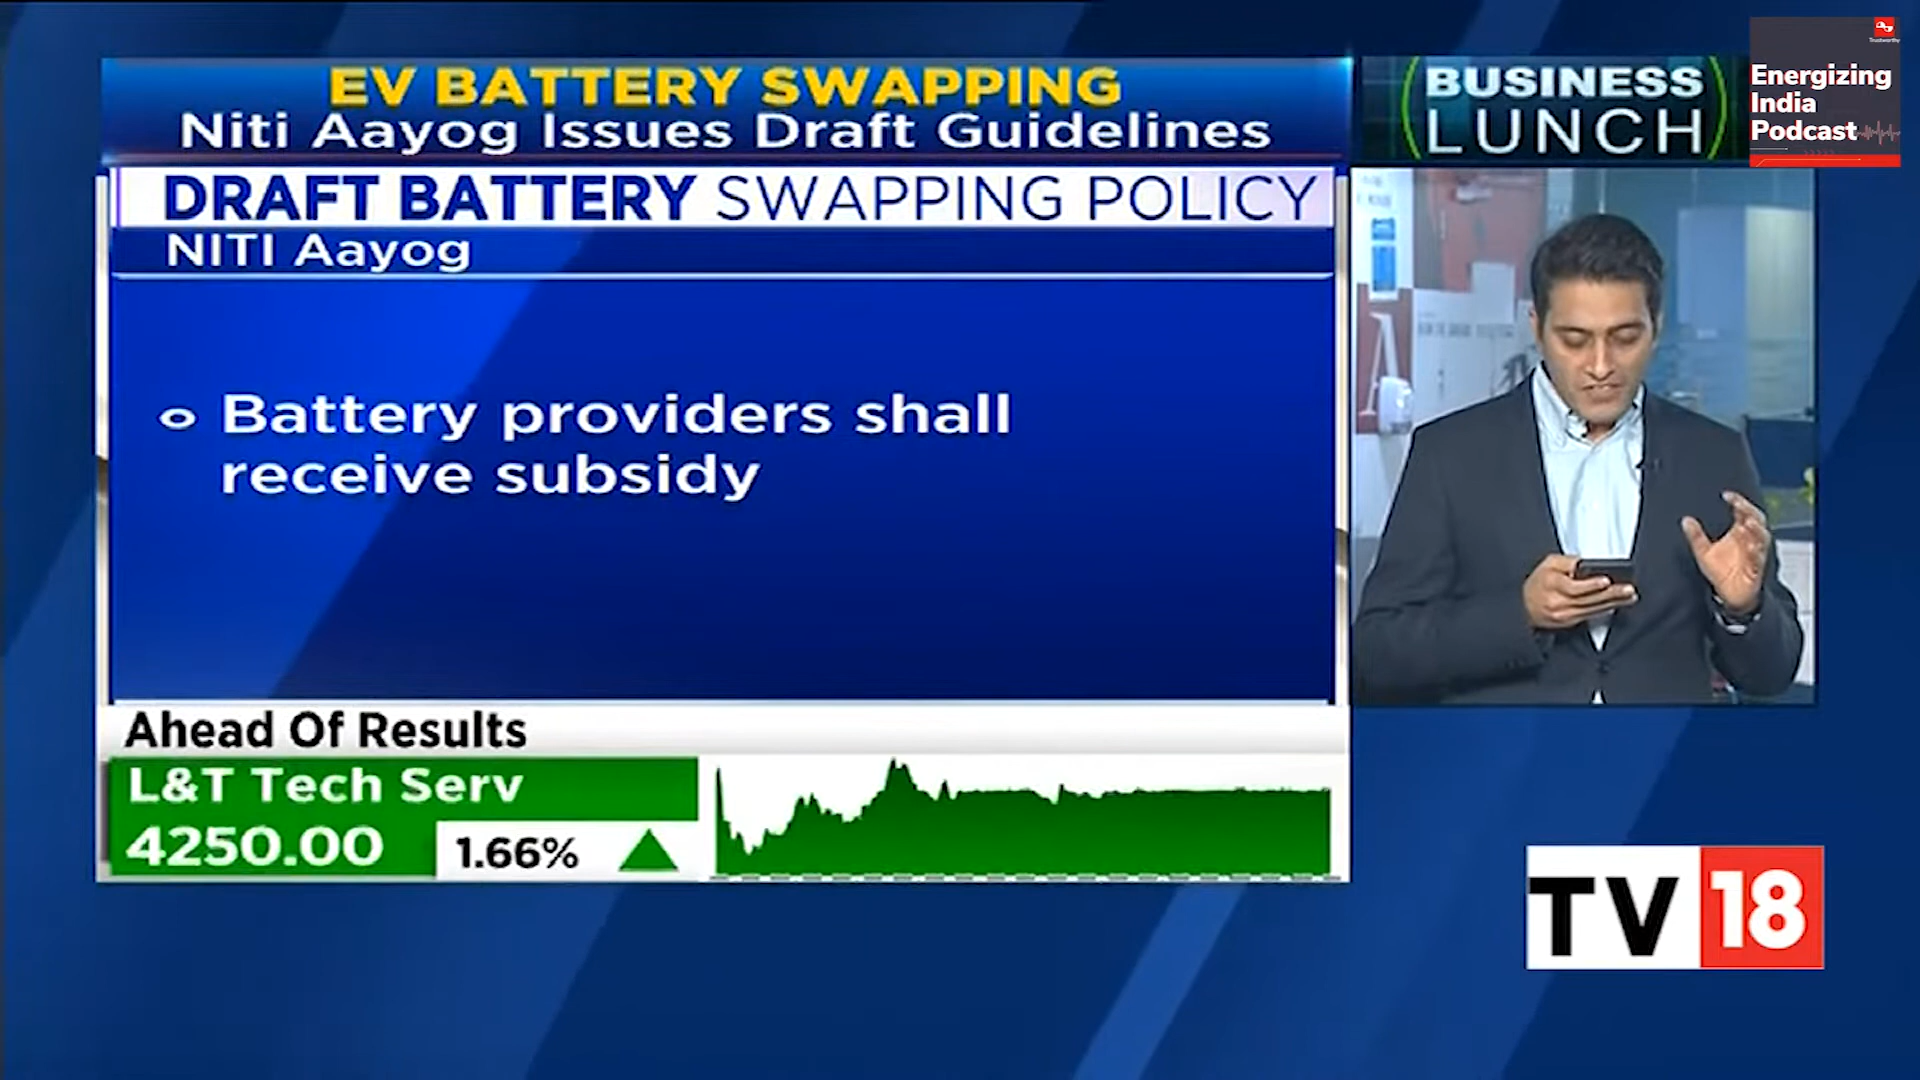 EV BATTERY SWAPPING
Niti Aayog Issues Draft Guidelines
BUSINESS
LUNCH
Trustworthy
Energizing
India
Podcast
DRAFT BATTERY SWAPPING POLICY
NITI Aayog
Battery providers shall
receive subsidy
Ahead Of Results
L&T Tech Serv
4250.00
1.66%
TV18